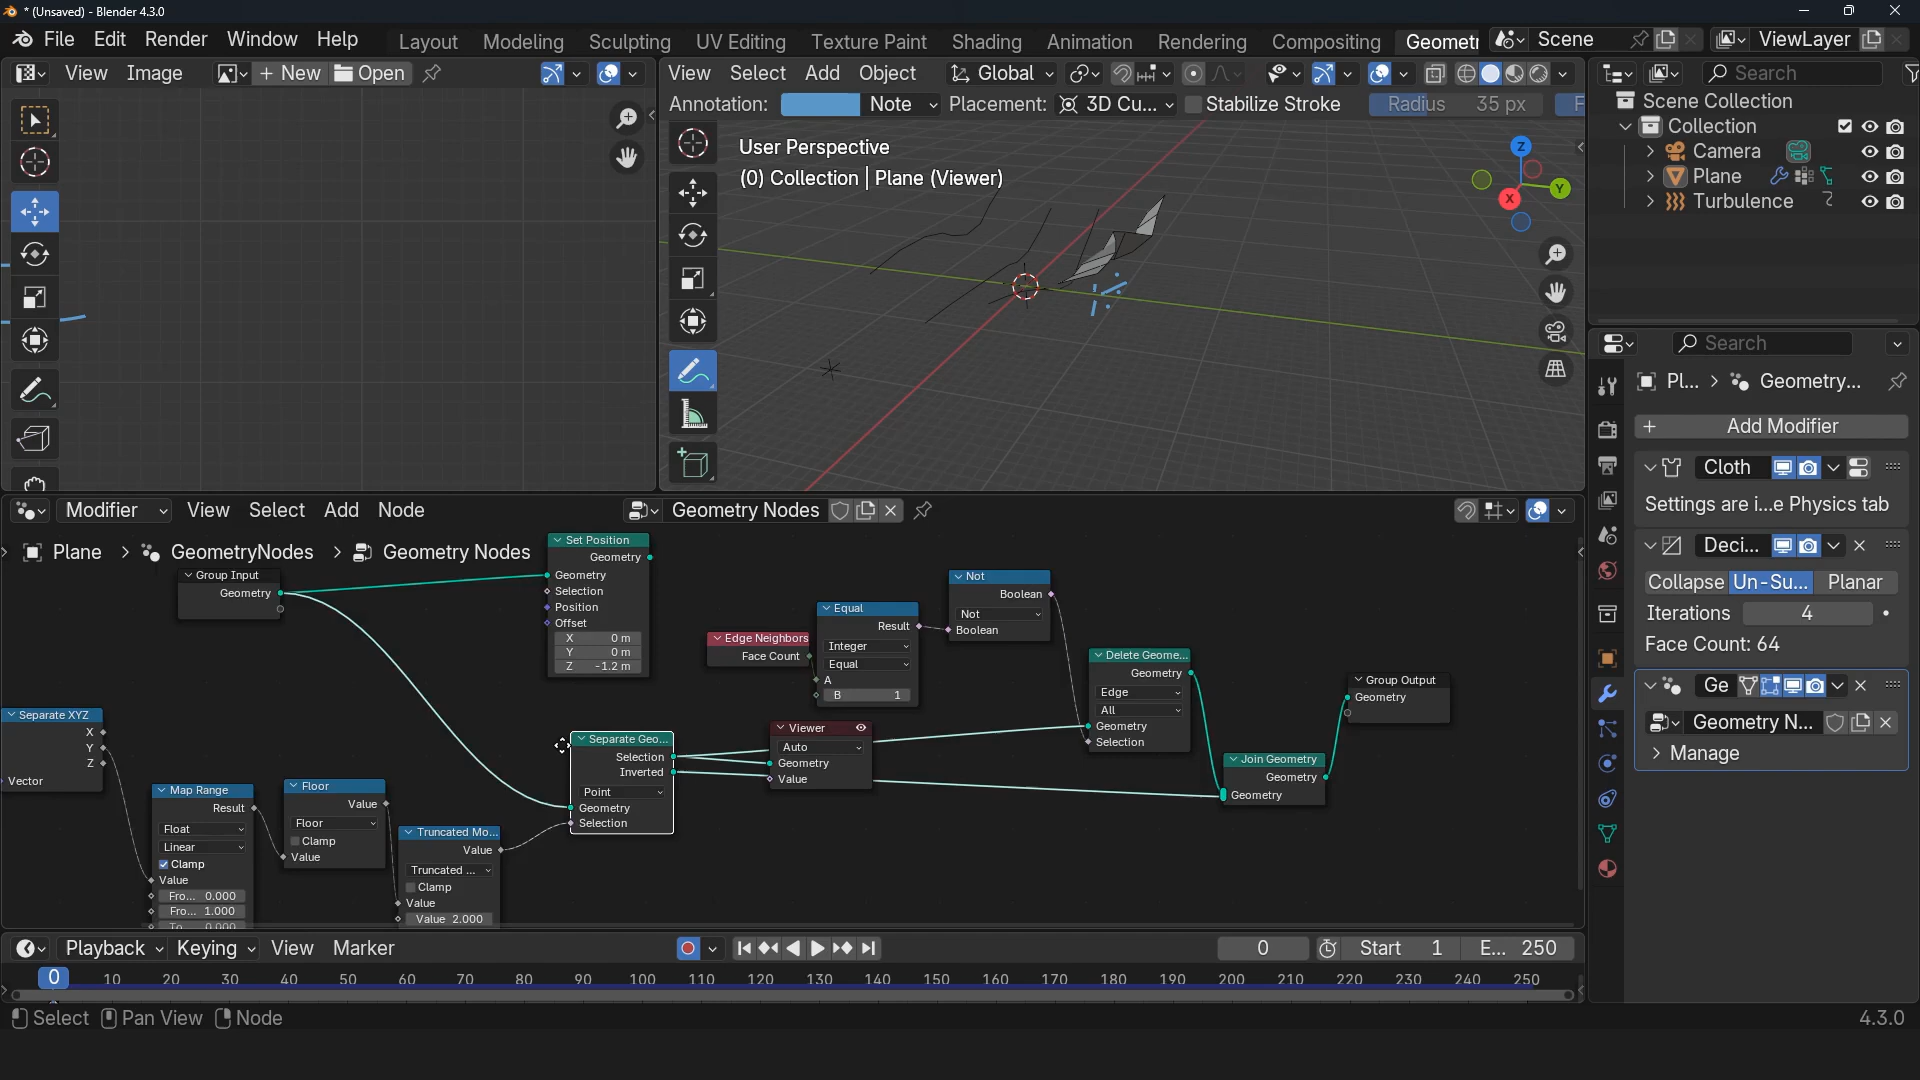 * (Unsaved) - Blender 4.3.0
File Edit Render Window Help
Layout Modeling Sculpting UV Editing Texture Paint Shading Animation Rendering Compositing Geomet
Scene
ViewLayer
View Image
New
Open
View Select Add Object
Global
Search
Annotation: Note
Placement: 3D Cu...
Stabilize Stroke
Radius 35 px
F
User Perspective
(0) Collection | Plane (Viewer)
Z
Y
X
Scene Collection
Collection
Camera
Plane
Turbulence
Search
Pl... > Geometry...
+ Add Modifier
Cloth
Settings are i...e Physics tab
Deci...
Collapse Un-Su... Planar
Iterations 4
Face Count: 64
Ge
Geometry N...
Manage
Modifier View Select Add Node
Geometry Nodes
Plane > GeometryNodes > Geometry Nodes
Group Input
Geometry
Set Position
Geometry
Geometry
Selection
Position
Offset
X 0 m
Y 0 m
Z -1.2 m
Edge Neighbors
Face Count
Equal
Result
Integer
Equal
A
B 1
Not
Boolean
Not
Boolean
Delete Geome...
Geometry
Edge
All
Geometry
Selection
Group Output
Geometry
Separate XYZ
X
Y
Z
Vector
Map Range
Result
Float
Linear
Clamp
Value
Fro... 0.000
Fro... 1.000
To 0.000
Floor
Value
Floor
Clamp
Value
Truncated Mo...
Value
Truncated ...
Clamp
Value
Value 2.000
Separate Geo...
Selection
Inverted
Point
Geometry
Selection
Viewer
Auto
Geometry
Value
Join Geometry
Geometry
Geometry
Playback Keying View Marker
0
Start 1
E... 250
0 10 20 30 40 50 60 70 80 90 100 110 120 130 140 150 160 170 180 190 200 210 220 230 240 250
Select Pan View Node
4.3.0